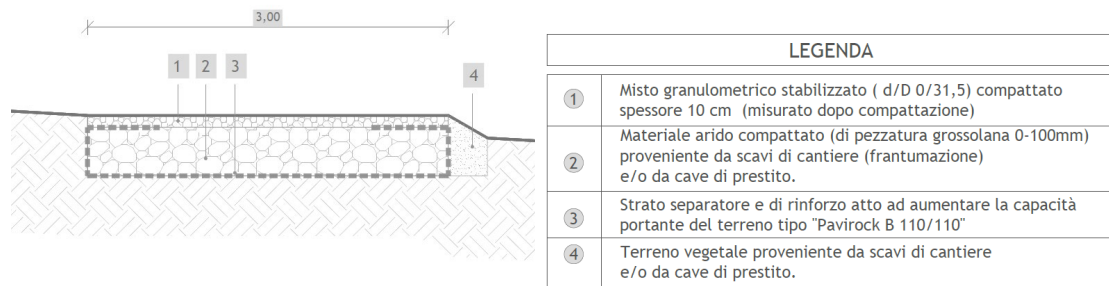 3,00
1
2
3
4
LEGENDA
1
Misto granulometrico stabilizzato ( d/D 0/31,5) compattato
spessore 10 cm (misurato dopo compattazione)
2
Materiale arido compattato (di pezzatura grossolana 0-100mm)
proveniente da scavi di cantiere (frantumazione)
e/o da cave di prestito.
3
Strato separatore e di rinforzo atto ad aumentare la capacità
portante del terreno tipo "Pavirock B 110/110"
4
Terreno vegetale proveniente da scavi di cantiere
e/o da cave di prestito.